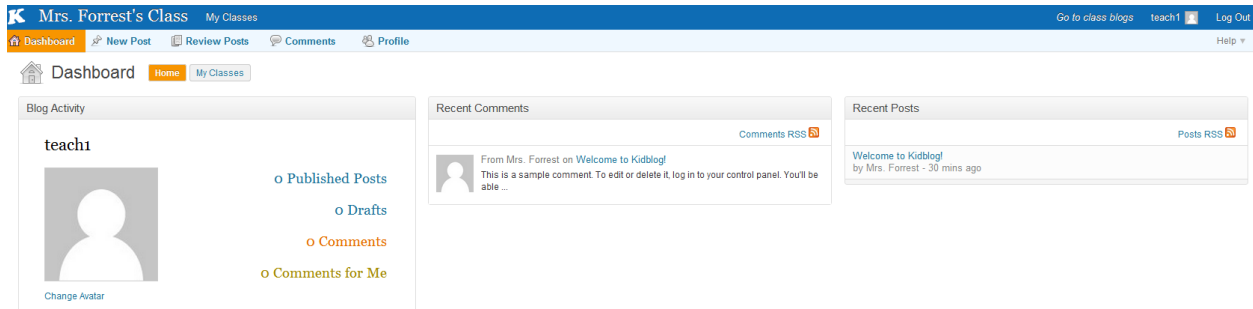 K Mrs. Forrest's Class My Classes Go to class blogs teach1 Log Out
Dashboard New Post Review Posts Comments Profile Help
Dashboard Home My Classes
Blog Activity
teach1
0 Published Posts
0 Drafts
0 Comments
0 Comments for Me
Change Avatar
Recent Comments
Comments RSS
From Mrs. Forrest on Welcome to Kidblog!
This is a sample comment. To edit or delete it, log in to your control panel. You'll be
able ...
Recent Posts
Posts RSS
Welcome to Kidblog!
by Mrs. Forrest - 30 mins ago